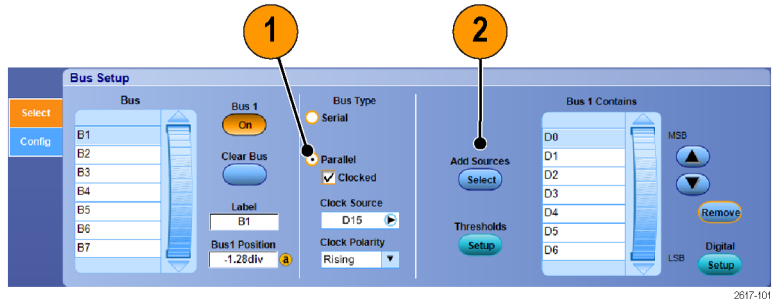 1
2
Bus Setup
Select
Config
Bus
B1
B2
B3
B4
B5
B6
B7
Bus 1
On
Clear Bus
Label
B1
Bus1 Position
-1.28div
a
Bus Type
Serial
Parallel
Clocked
Clock Source
D15
Clock Polarity
Rising
Add Sources
Select
Thresholds
Setup
Bus 1 Contains
D0
D1
D2
D3
D4
D5
D6
MSB
Remove
LSB
Digital
Setup
2617-101